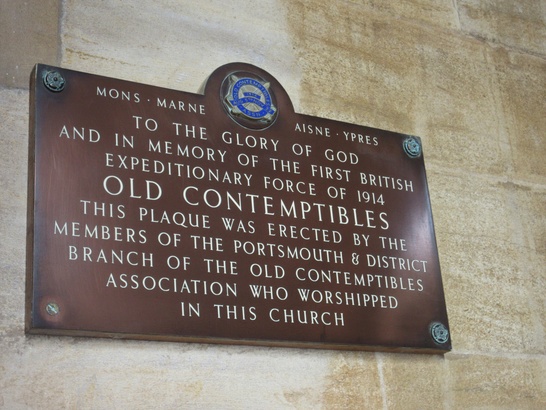 MONS · MARNE AISNE · YPRES
TO THE GLORY OF GOD
AND IN MEMORY OF THE FIRST BRITISH
EXPEDITIONARY FORCE OF 1914
OLD CONTEMPTIBLES
THIS PLAQUE WAS ERECTED BY THE
MEMBERS OF THE PORTSMOUTH & DISTRICT
BRANCH OF THE OLD CONTEMPTIBLES
ASSOCIATION WHO WORSHIPPED
IN THIS CHURCH